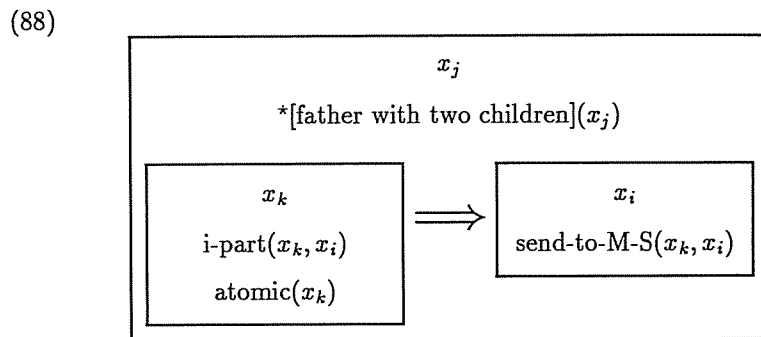 (88)
x_j
*[father with two children](x_j)
x_k ⟹ x_i
i-part(x_k, x_i) send-to-M-S(x_k, x_i)
atomic(x_k)